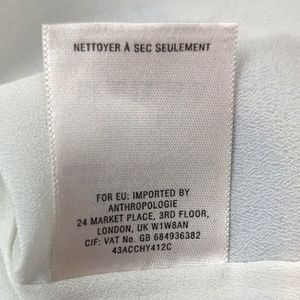 NETTOYER À SEC SEULEMENT
FOR EU: IMPORTED BY
ANTHROPOLOGIE
24 MARKET PLACE, 3RD FLOOR,
LONDON, UK W1W8AN
CIF: VAT No. GB 684936382
43ACCHY412C